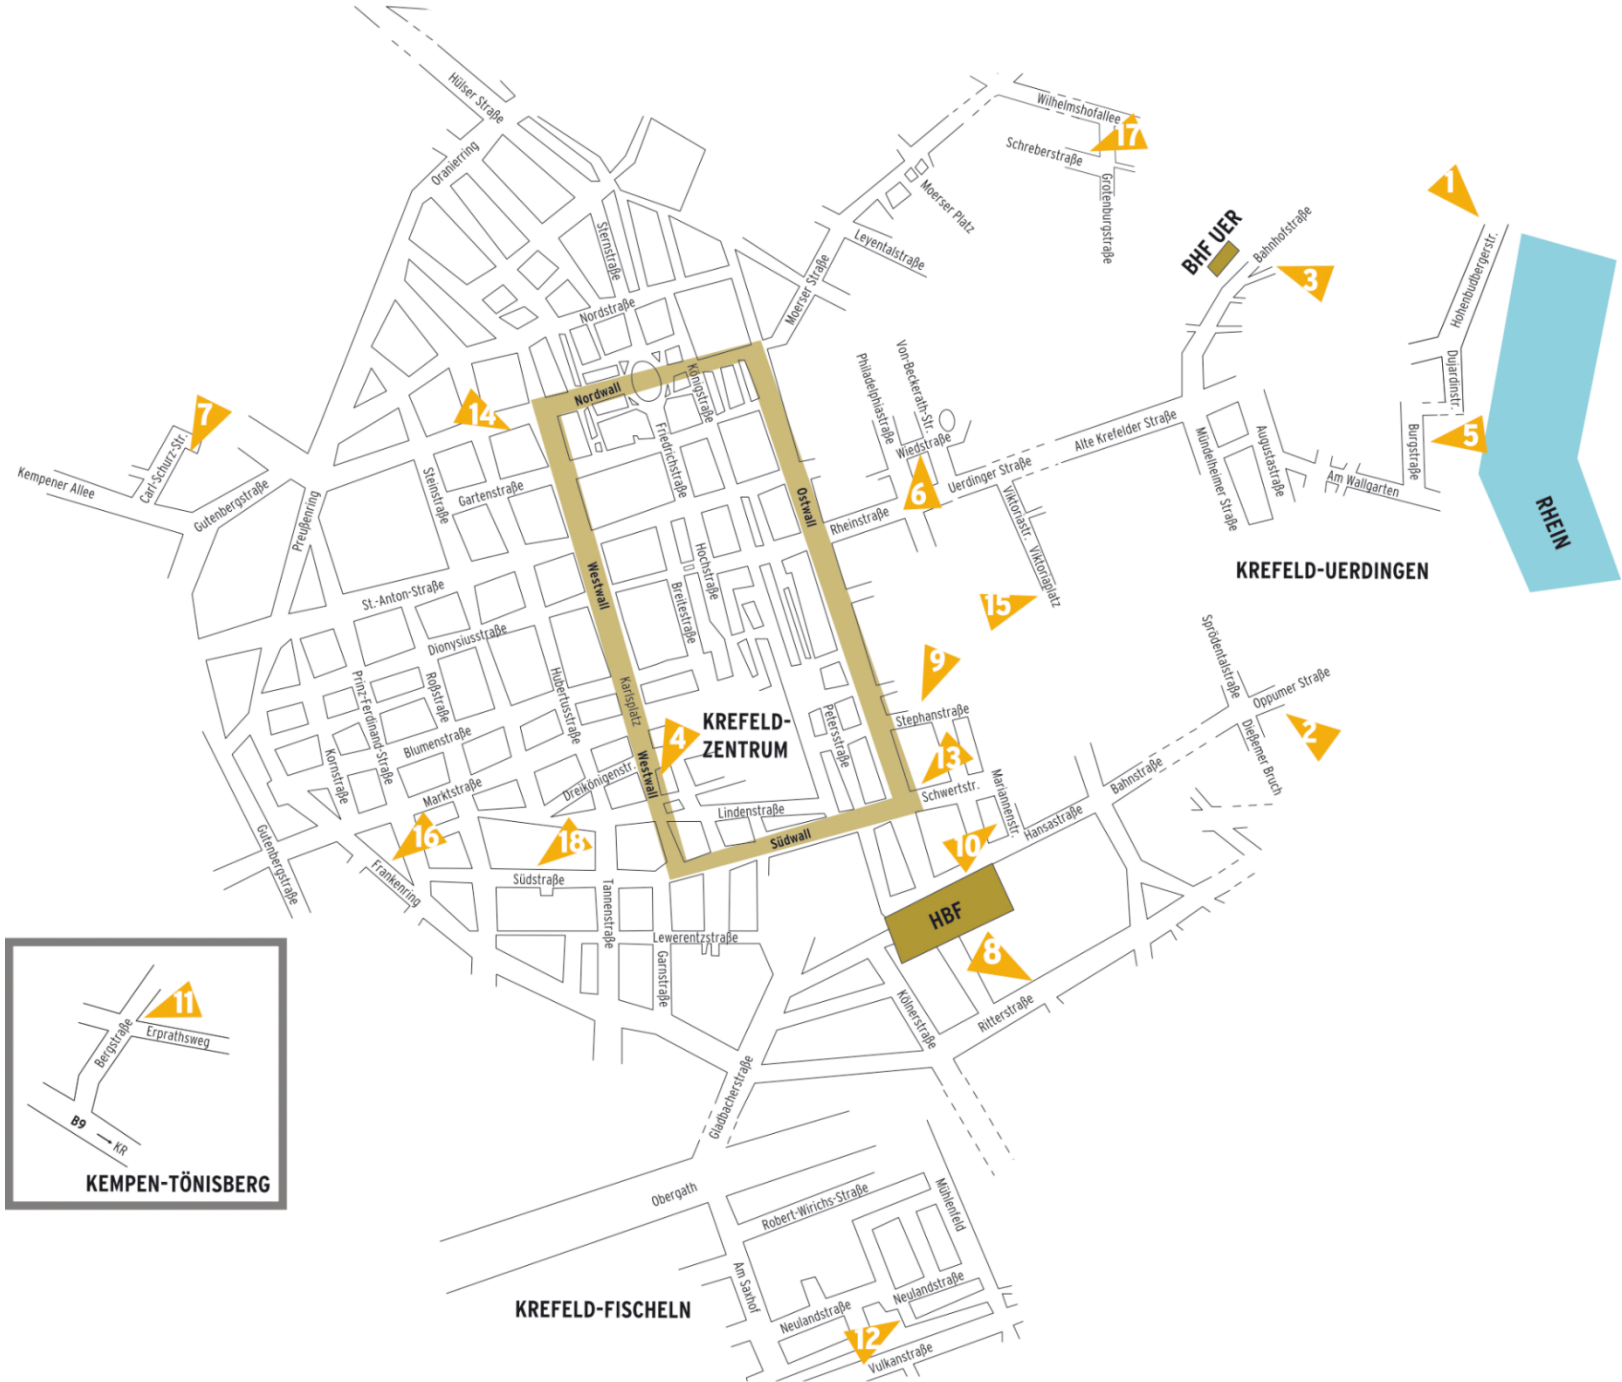 Hülser Straße
Oranierring
Wilhelmshofallee
17
Schreberstraße
Grotenburgstraße
Moerser Platz
Leyentalstraße
Moerser Straße
Sternstraße
Nordstraße
1
BHF UER
Bahnhofstraße
3
Hohenbudbergerstr.
Dujardinstr.
RHEIN
5
Burgstraße
Am Wallgarten
Augustastraße
Mündelheimer Straße
Alte Krefelder Straße
KREFELD-UERDINGEN
Philadelphiastraße
Von-Beckerath-Str.
Wiedstraße
6
Uerdinger Straße
Rheinstraße
Viktoriastr.
Viktoriaplatz
15
7
Carl-Schurz-Str.
Kempener Allee
Gutenbergstraße
Preußenring
14
Nordwall
Königstraße
Friedrichstraße
Steinstraße
Gartenstraße
Ostwall
Westwall
Hochstraße
Breitestraße
St.-Anton-Straße
Dionysiusstraße
Prinz-Ferdinand-Straße
Roßstraße
Hubertusstraße
Karlsplatz
4
KREFELD-
ZENTRUM
Petersstraße
9
Stephanstraße
13
Schwertstr.
Mariannenstr.
Sprödentalstraße
Oppumer Straße
2
Dießemer Bruch
Bahnstraße
Hansastraße
10
HBF
8
Ritterstraße
Kölnerstraße
Blumenstraße
Kornstraße
Marktstraße
Dreikönigenstr.
Westwall
Lindenstraße
Südwall
16
18
Gutenbergstraße
Frankenring
Südstraße
Tannenstraße
Lewerentzstraße
Garnstraße
Gladbacherstraße
11
Erprathsweg
Bergstraße
B9
KR
KEMPEN-TÖNISBERG
Obergath
Robert-Wirichs-Straße
Mühlenfeld
Am Saxhof
Neulandstraße
Neulandstraße
12
Vulkanstraße
KREFELD-FISCHELN